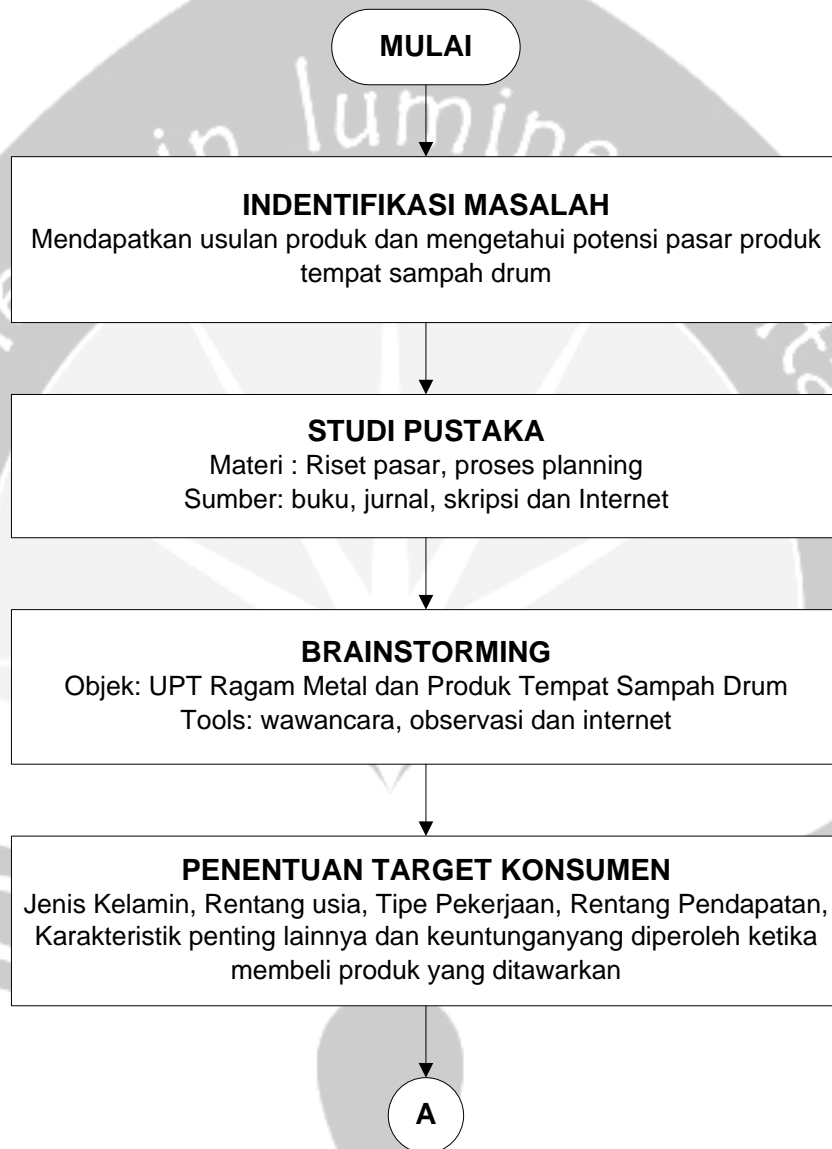 MULAI
in lumine
INDENTIFIKASI MASALAH
Mendapatkan usulan produk dan mengetahui potensi pasar produk
tempat sampah drum
STUDI PUSTAKA
Materi : Riset pasar, proses planning
Sumber: buku, jurnal, skripsi dan Internet
BRAINSTORMING
Objek: UPT Ragam Metal dan Produk Tempat Sampah Drum
Tools: wawancara, observasi dan internet
PENENTUAN TARGET KONSUMEN
Jenis Kelamin, Rentang usia, Tipe Pekerjaan, Rentang Pendapatan,
Karakteristik penting lainnya dan keuntunganyang diperoleh ketika
membeli produk yang ditawarkan
A